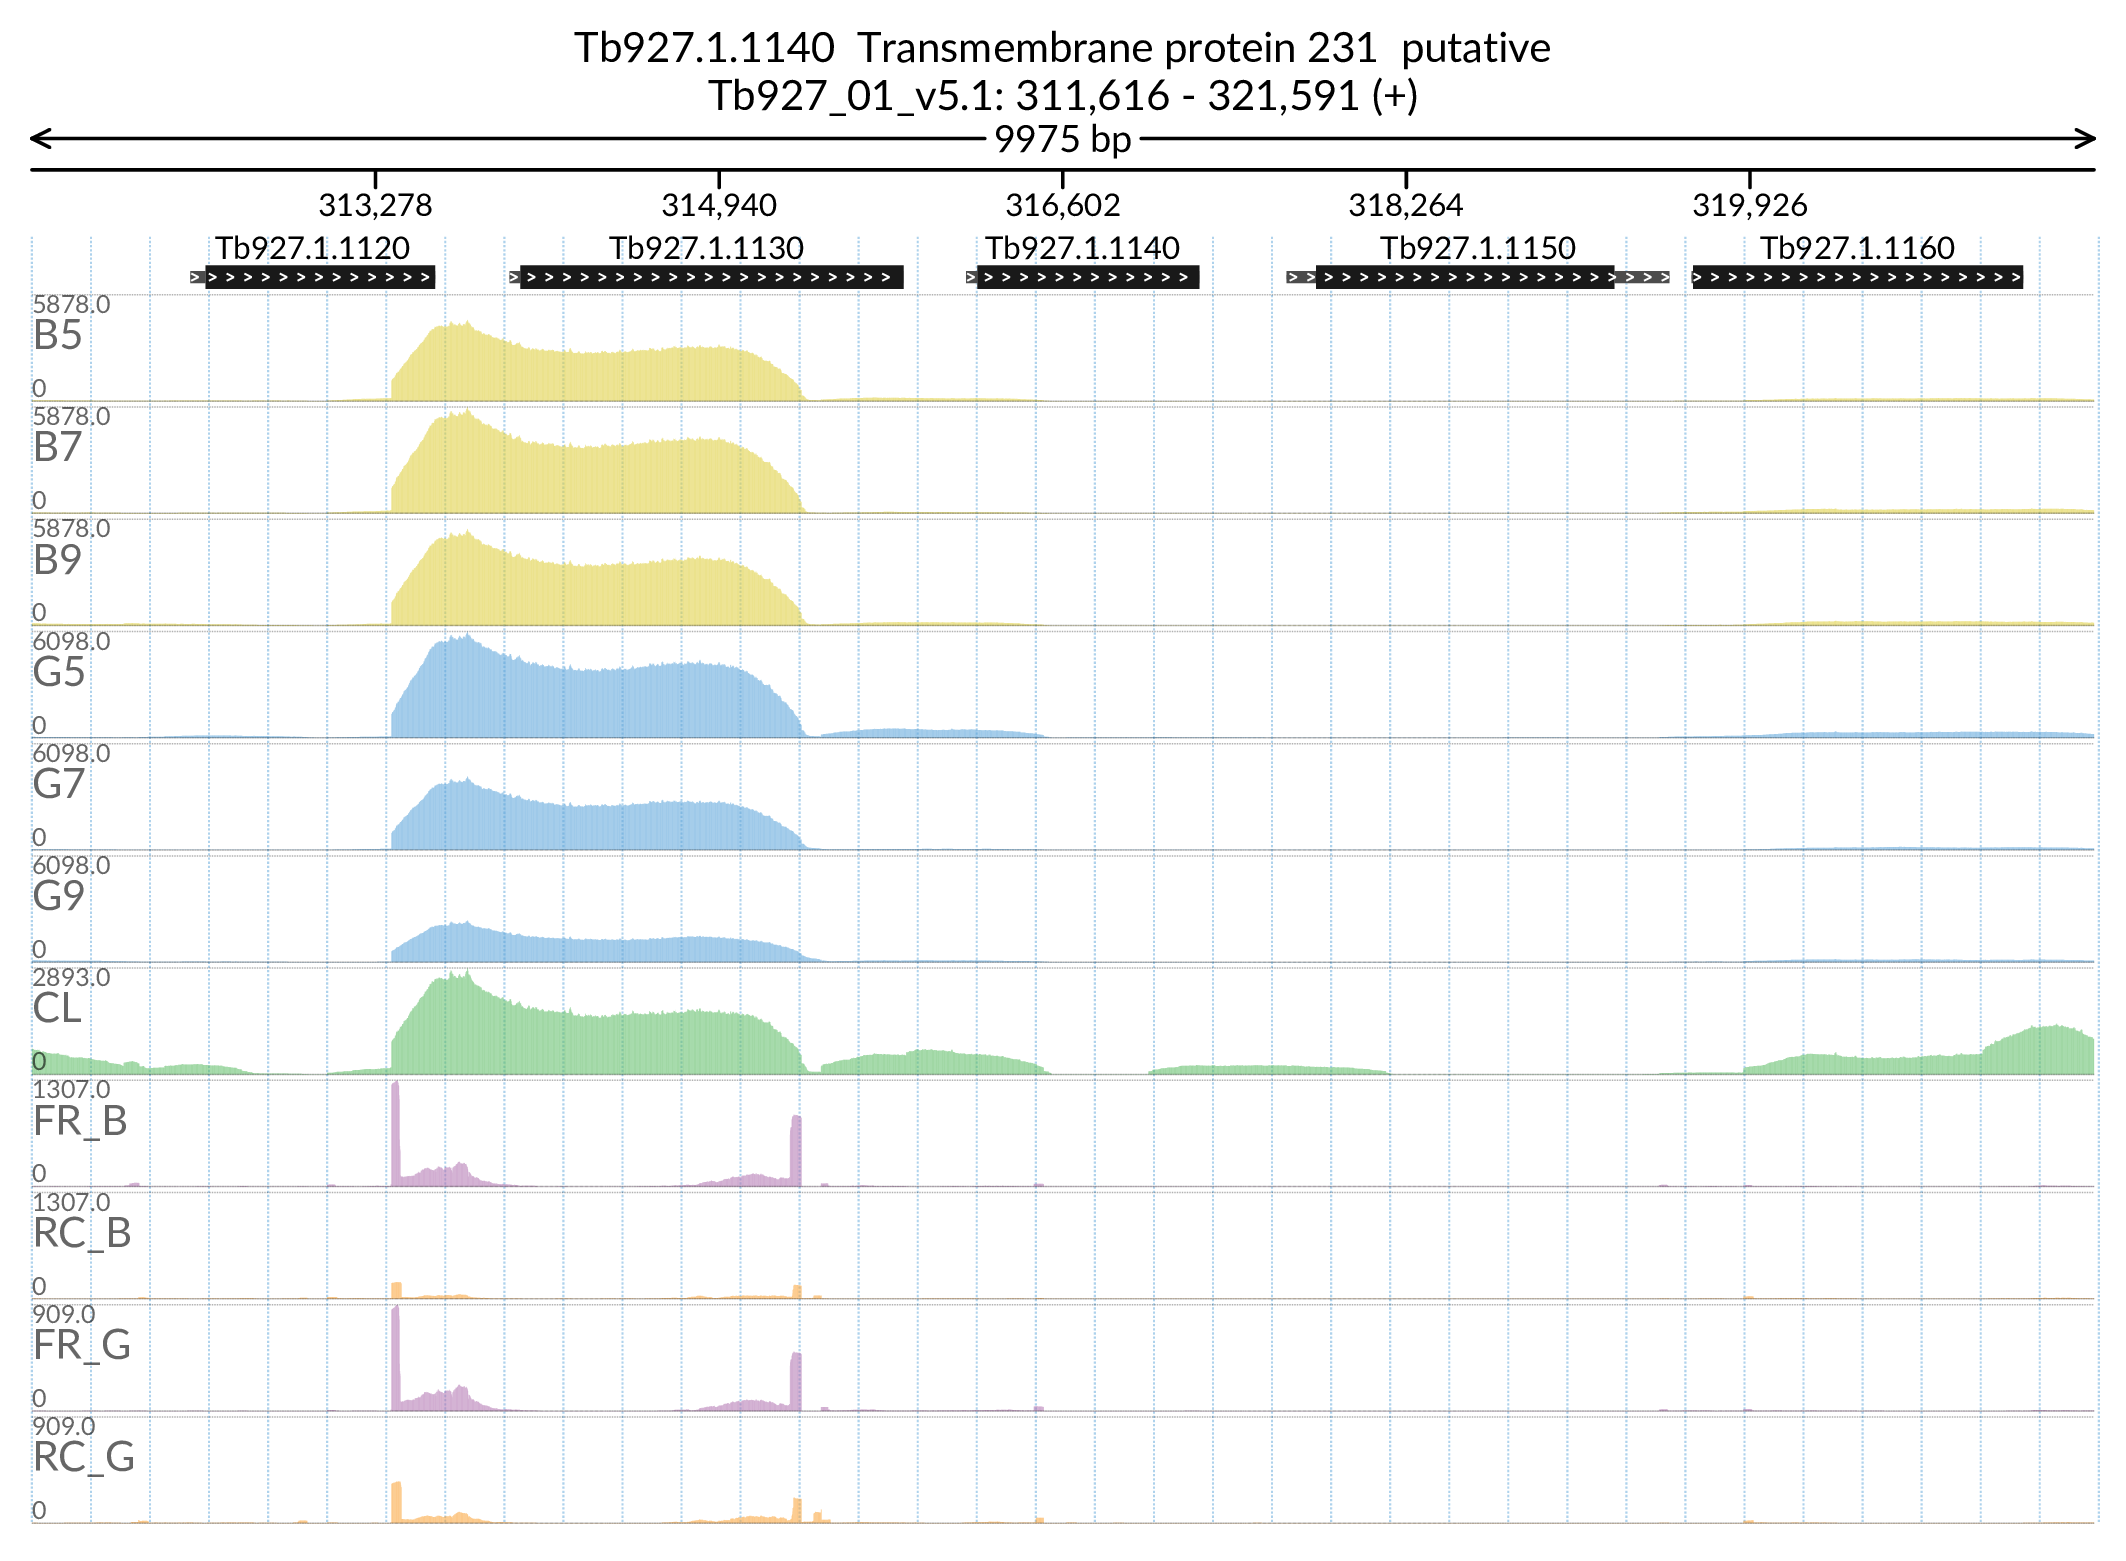 Tb927.1.1140  Transmembrane protein 231  putative
Tb927_01_v5.1: 311,616 - 321,591 (+)
9975 bp
313,278 314,940 316,602 318,264 319,926
Tb927.1.1120 Tb927.1.1130 Tb927.1.1140 Tb927.1.1150 Tb927.1.1160
5878.0
B5
0
5878.0
B7
0
5878.0
B9
0
6098.0
G5
0
6098.0
G7
0
6098.0
G9
0
2893.0
CL
0
1307.0
FR_B
0
1307.0
RC_B
0
909.0
FR_G
0
909.0
RC_G
0